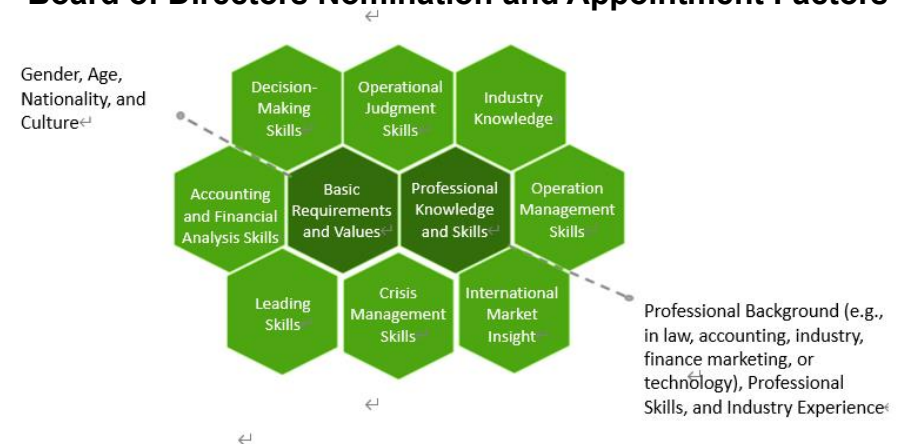 Board of Directors Nomination and Appointment Factors
Gender, Age,
Nationality, and
Culture
Decision-
Making
Skills
Operational
Judgment
Skills
Industry
Knowledge
Accounting
and Financial
Analysis Skills
Basic
Requirements
and Values
Professional
Knowledge
and Skills
Operation
Management
Skills
Leading
Skills
Crisis
Management
Skills
International
Market
Insight
Professional Background (e.g.,
in law, accounting, industry,
finance marketing, or
technology), Professional
Skills, and Industry Experience